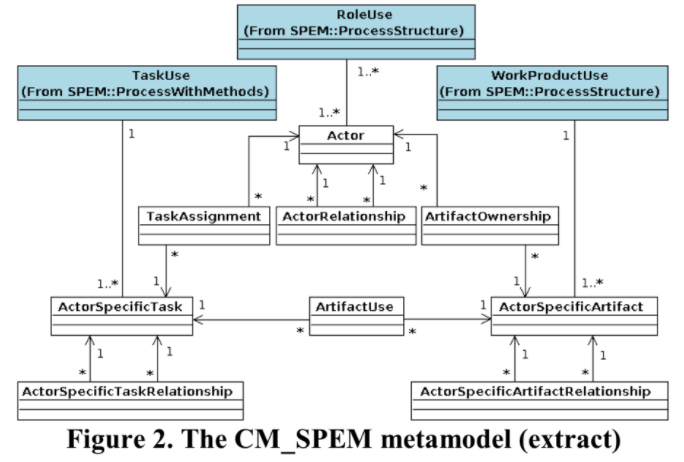 RoleUse
(From SPEM::ProcessStructure)
TaskUse
(From SPEM::ProcessWithMethods)
WorkProductUse
(From SPEM::ProcessStructure)
1..*
1..*
1
1
Actor
1
1
1
1
*
*
*
*
TaskAssignment
ActorRelationship
ArtifactOwnership
*
*
1..*
1
1
1..*
ActorSpecificTask
1
ArtifactUse
1
ActorSpecificArtifact
*
*
1
1
1
1
*
*
*
*
ActorSpecificTaskRelationship
ActorSpecificArtifactRelationship
Figure 2. The CM_SPEM metamodel (extract)